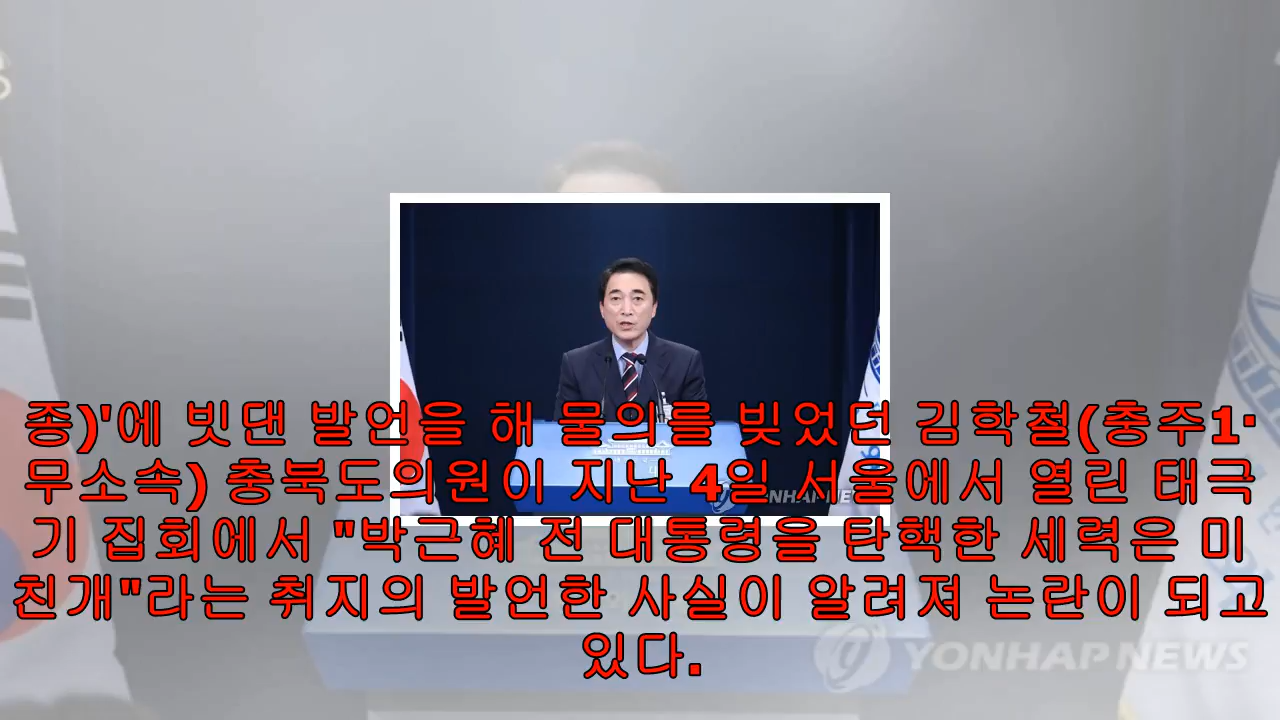 종)'에 빗댄 발언을 해 물의를 빚었던 김학철(충주1·
무소속) 충북도의원이 지난 4일 서울에서 열린 태극
기 집회에서 "박근혜 전 대통령을 탄핵한 세력은 미
친개"라는 취지의 발언한 사실이 알려져 논란이 되고
있다.
YONHAP NEWS